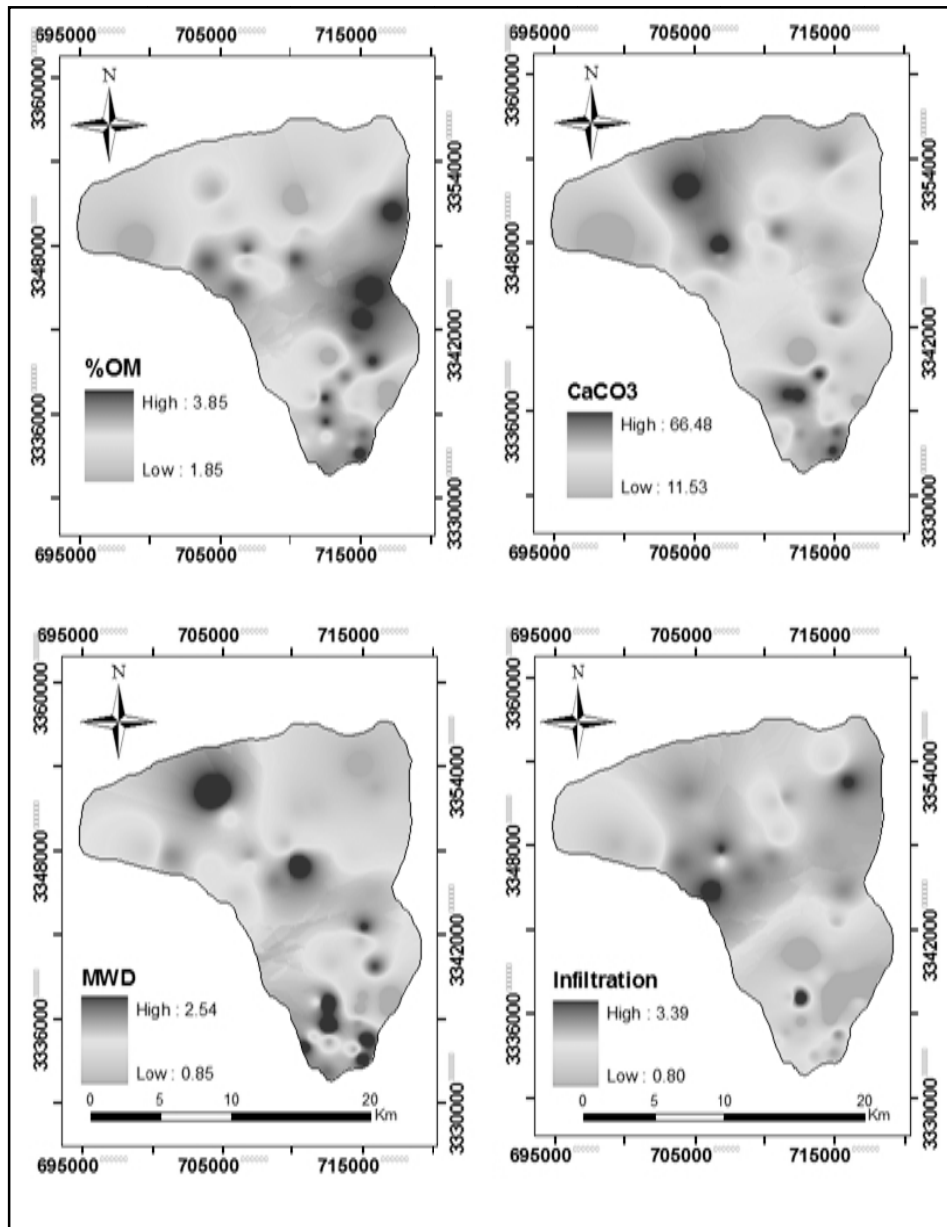 695000 705000 715000
N
3360000
3354000
3348000
3342000
3336000
3330000
%OM
High : 3.85
Low : 1.85
695000 705000 715000
695000 705000 715000
N
3360000
3354000
3348000
3342000
3336000
3330000
CaCO3
High : 66.48
Low : 11.53
695000 705000 715000
695000 705000 715000
N
3360000
3354000
3348000
3342000
3336000
3330000
MWD
High : 2.54
Low : 0.85
0 5 10 20
Km
695000 705000 715000
695000 705000 715000
N
3360000
3354000
3348000
3342000
3336000
3330000
Infiltration
High : 3.39
Low : 0.80
0 5 10 20
Km
695000 705000 715000